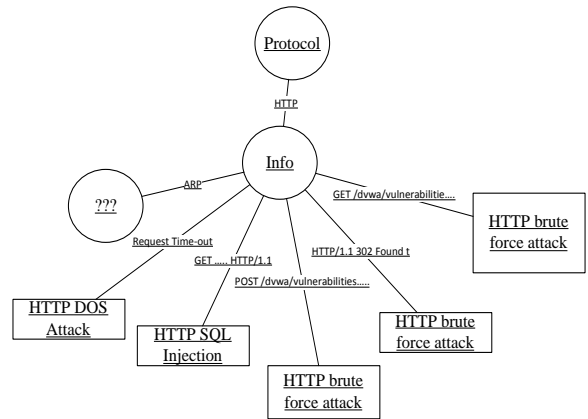 Protocol
HTTP
Info
ARP
GET /dvwa/vulnerabilitie....
???
HTTP brute
force attack
Request Time-out
HTTP/1.1 302 Found t
GET ..... HTTP/1.1
POST /dvwa/vulnerabilities.....
HTTP DOS
Attack
HTTP SQL
Injection
HTTP brute
force attack
HTTP brute
force attack